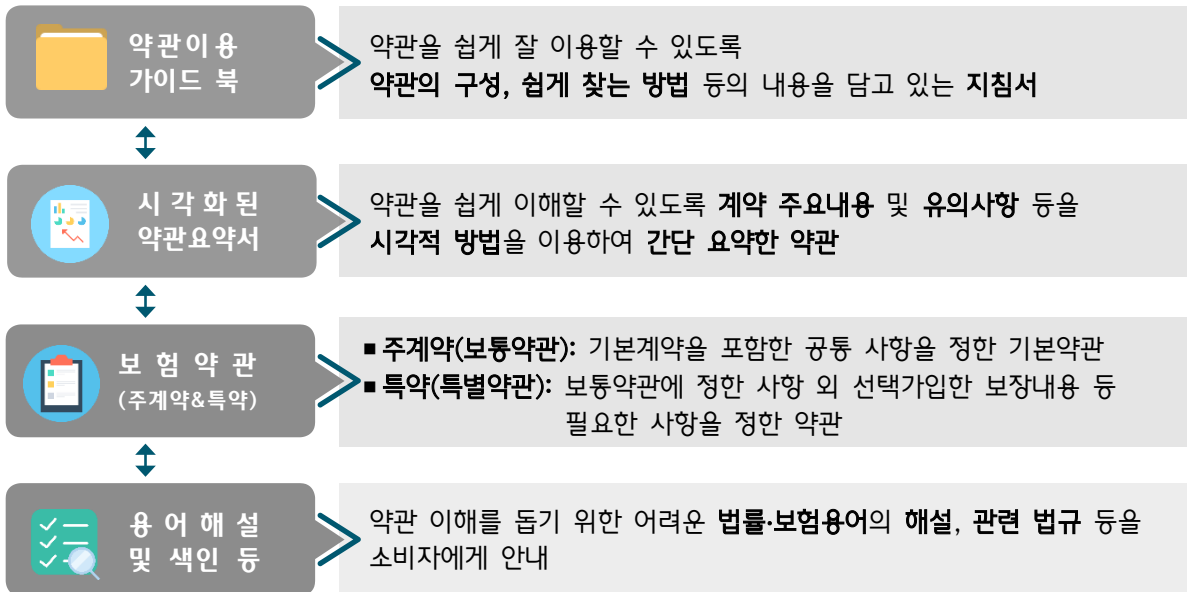 약관이용
가이드 북
약관을 쉽게 잘 이용할 수 있도록
약관의 구성, 쉽게 찾는 방법 등의 내용을 담고 있는 지침서
시각화된
약관요약서
약관을 쉽게 이해할 수 있도록 계약 주요내용 및 유의사항 등을
시각적 방법을 이용하여 간단 요약한 약관
보험약관
(주계약&특약)
▪ 주계약(보통약관): 기본계약을 포함한 공통 사항을 정한 기본약관
▪ 특약(특별약관): 보통약관에 정한 사항 외 선택가입한 보장내용 등
필요한 사항을 정한 약관
용어해설
및 색인 등
약관 이해를 돕기 위한 어려운 법률·보험용어의 해설, 관련 법규 등을
소비자에게 안내